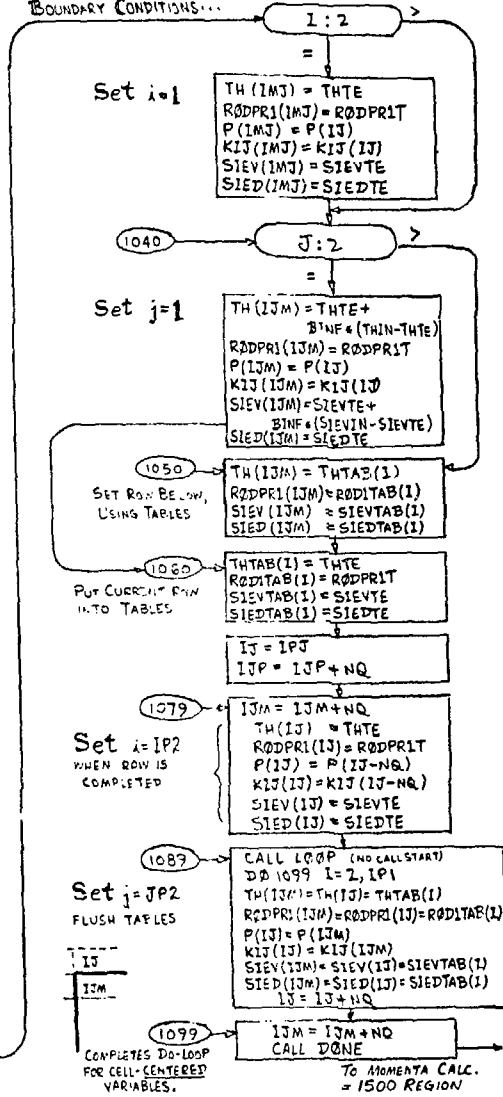 BOUNDARY CONDITIONS...
I:2
>
=
Set i=1
TH(IMJ) = THTE
RØDPR1(IMJ)=RØDPR1T
P(IMJ) = P(IJ)
KIJ(IMJ)=KIJ(IJ)
SIEV(IMJ)=SIEVTE
SIED(IMJ)=SIEDTE
1040
J:2
>
=
Set j=1
TH(IJM)=THTE+
BINF*(THIN-THTE)
RØDPR1(IJM)=RØDPR1T
P(IJM)=P(IJ)
KIJ(IJM)=KIJ(IJ)
SIEV(IJM)=SIEVTE+
BINF*(SIEVIN-SIEVTE)
SIED(IJM)=SIEDTE
1050
SET ROW BELOW,
USING TABLES
TH(IJM) = THTAB(I)
RØDPR1(IJM)=RØD1TAB(I)
SIEV(IJM) =SIEVTAB(I)
SIED(IJM) =SIEDTAB(I)
1060
PUT CURRENT ROW
INTO TABLES
THTAB(I)=THTE
RØD1TAB(I)=RØDPR1T
SIEVTAB(I)=SIEVTE
SIEDTAB(I)=SIEDTE
IJ=IPJ
IJP=IJP+NQ
1079
Set i=IP2
WHEN ROW IS
COMPLETED
IJM=IJM+NQ
TH(IJ) =THTE
RØDPR1(IJ)=RØDPR1T
P(IJ) = P(IJ-NQ)
KIJ(IJ)=KIJ(IJ-NQ)
SIEV(IJ)=SIEVTE
SIED(IJ)=SIEDTE
1087
Set j=JP2
FLUSH TABLES
CALL LØØP (NO CALL START)
DØ 1099 I=2,IP1
TH(IJM)=TH(IJ)=THTAB(I)
RØDPR1(IJM)=RØDPR1(IJ)=RØD1TAB(I)
P(IJ)=P(IJM)
KIJ(IJ)=KIJ(IJM)
SIEV(IJM)=SIEV(IJ)=SIEVTAB(I)
SIED(IJM)=SIED(IJ)=SIEDTAB(I)
IJ=IJ+NQ
IJ
IJM
1099
COMPLETES DO-LOOP
FOR CELL-CENTERED
VARIABLES.
IJM=IJM+NQ
CALL DØNE
TO MOMENTA CALC.
= 1500 REGION